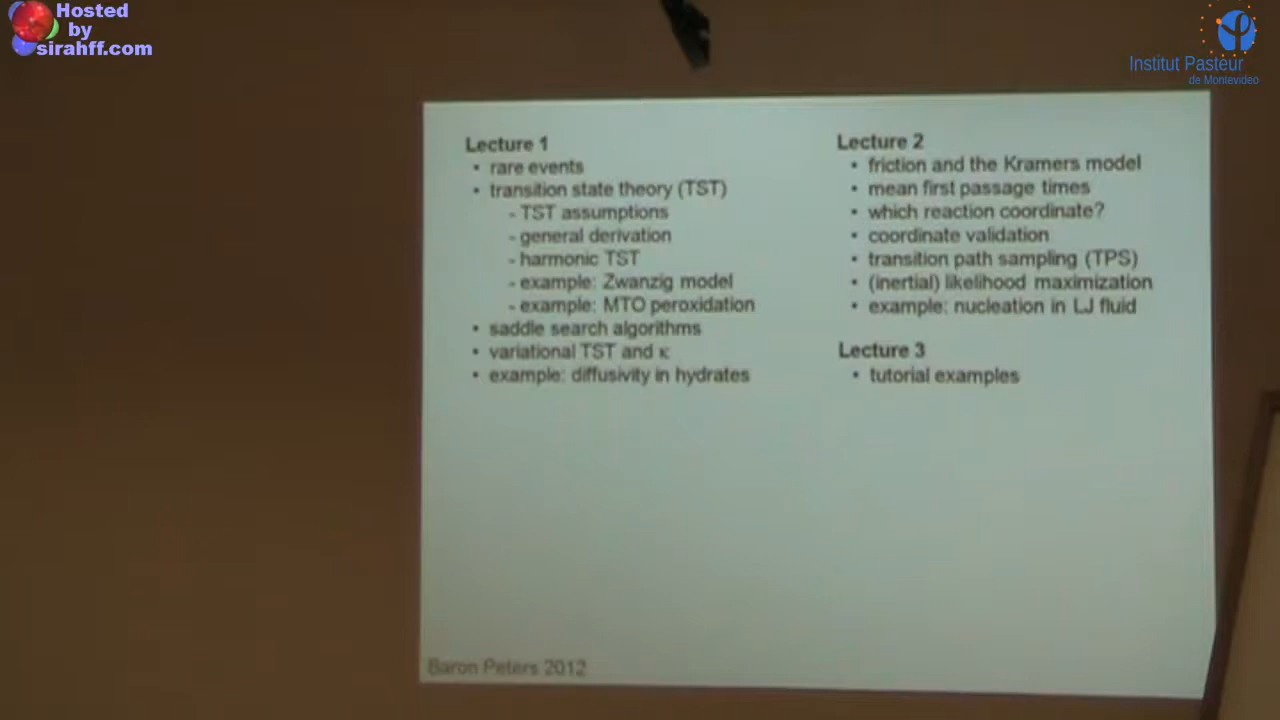 Hosted
by
sirahff.com
Institut Pasteur
de Montevideo
Lecture 1
• rare events
• transition state theory (TST)
- TST assumptions
- general derivation
- harmonic TST
- example: Zwanzig model
- example: MTO peroxidation
• saddle search algorithms
• variational TST and κ
• example: diffusivity in hydrates
Lecture 2
• friction and the Kramers model
• mean first passage times
• which reaction coordinate?
• coordinate validation
• transition path sampling (TPS)
• (inertial) likelihood maximization
• example: nucleation in LJ fluid
Lecture 3
• tutorial examples
Baron Peters 2012